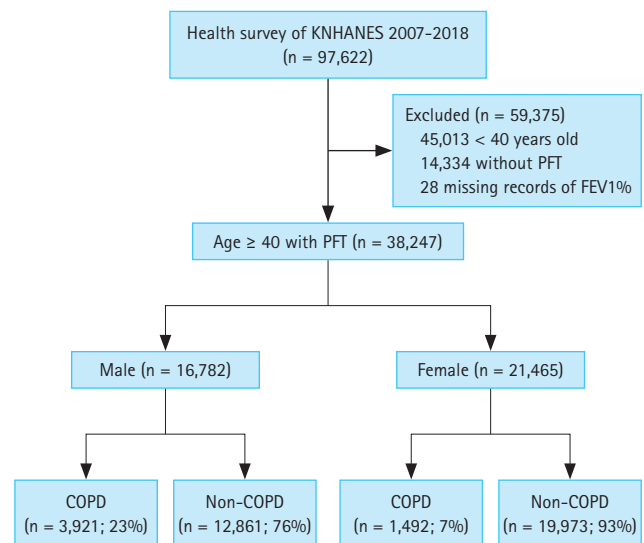 Health survey of KNHANES 2007-2018
(n = 97,622)
Excluded (n = 59,375)
45,013 < 40 years old
14,334 without PFT
28 missing records of FEV1%
Age ≥ 40 with PFT (n = 38,247)
Male (n = 16,782)
Female (n = 21,465)
COPD
(n = 3,921; 23%)
Non-COPD
(n = 12,861; 76%)
COPD
(n = 1,492; 7%)
Non-COPD
(n = 19,973; 93%)